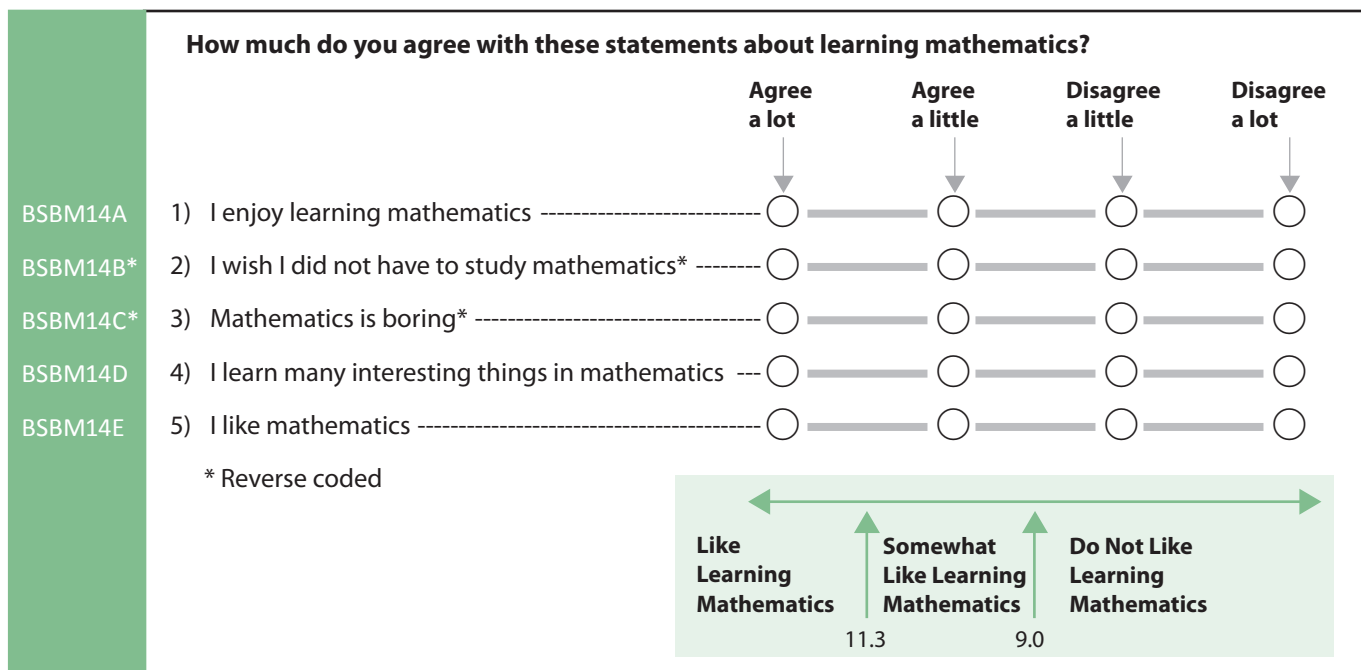 How much do you agree with these statements about learning mathematics?
Agree a lot
Agree a little
Disagree a little
Disagree a lot
BSBM14A 1) I enjoy learning mathematics
BSBM14B* 2) I wish I did not have to study mathematics*
BSBM14C* 3) Mathematics is boring*
BSBM14D 4) I learn many interesting things in mathematics
BSBM14E 5) I like mathematics
* Reverse coded
Like
Learning
Mathematics
Somewhat
Like Learning
Mathematics
Do Not Like
Learning
Mathematics
11.3
9.0